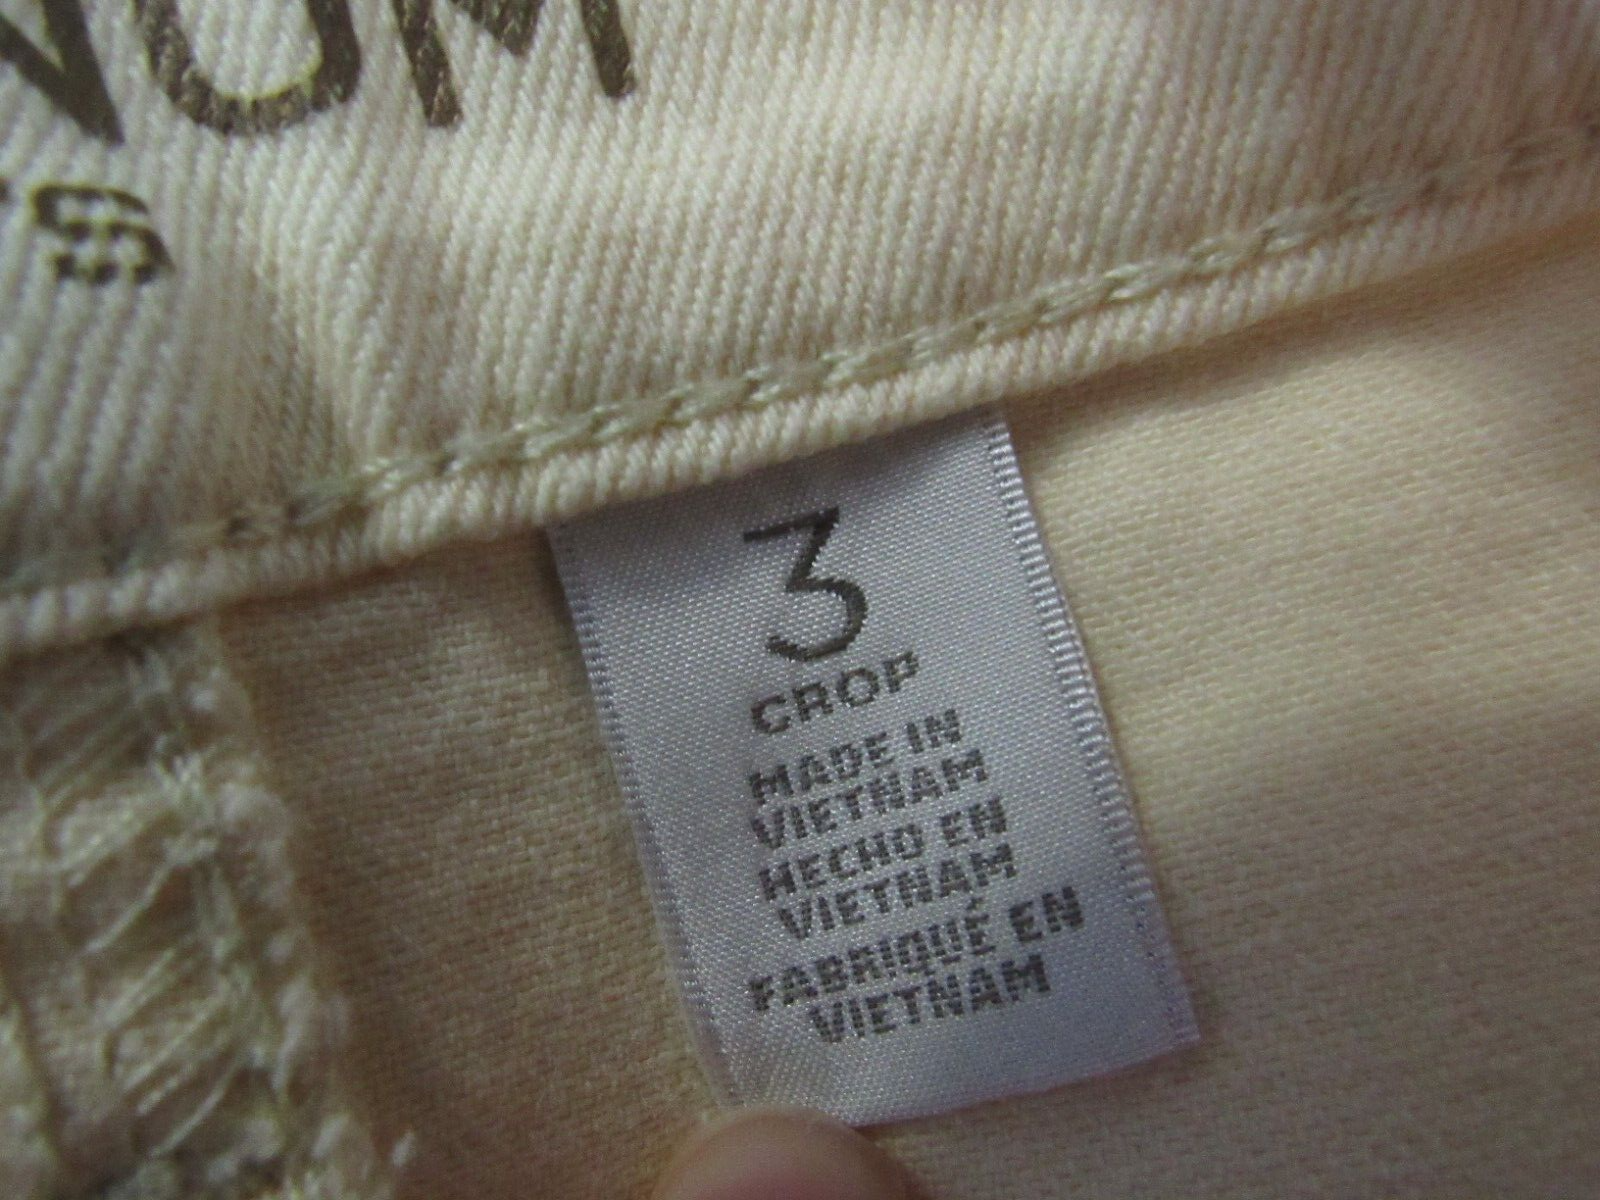 3
CROP
MADE IN
VIETNAM
HECHO EN
VIETNAM
FABRIQUÉ EN
VIETNAM